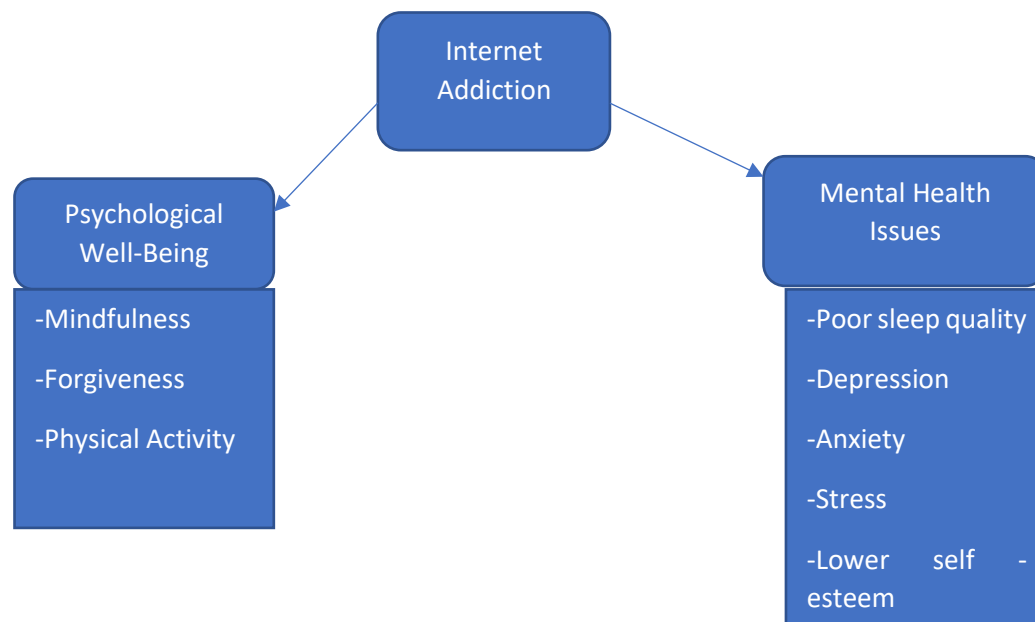 Internet
Addiction
Psychological
Well-Being
-Mindfulness
-Forgiveness
-Physical Activity
Mental Health
Issues
-Poor sleep quality
-Depression
-Anxiety
-Stress
-Lower self -
esteem